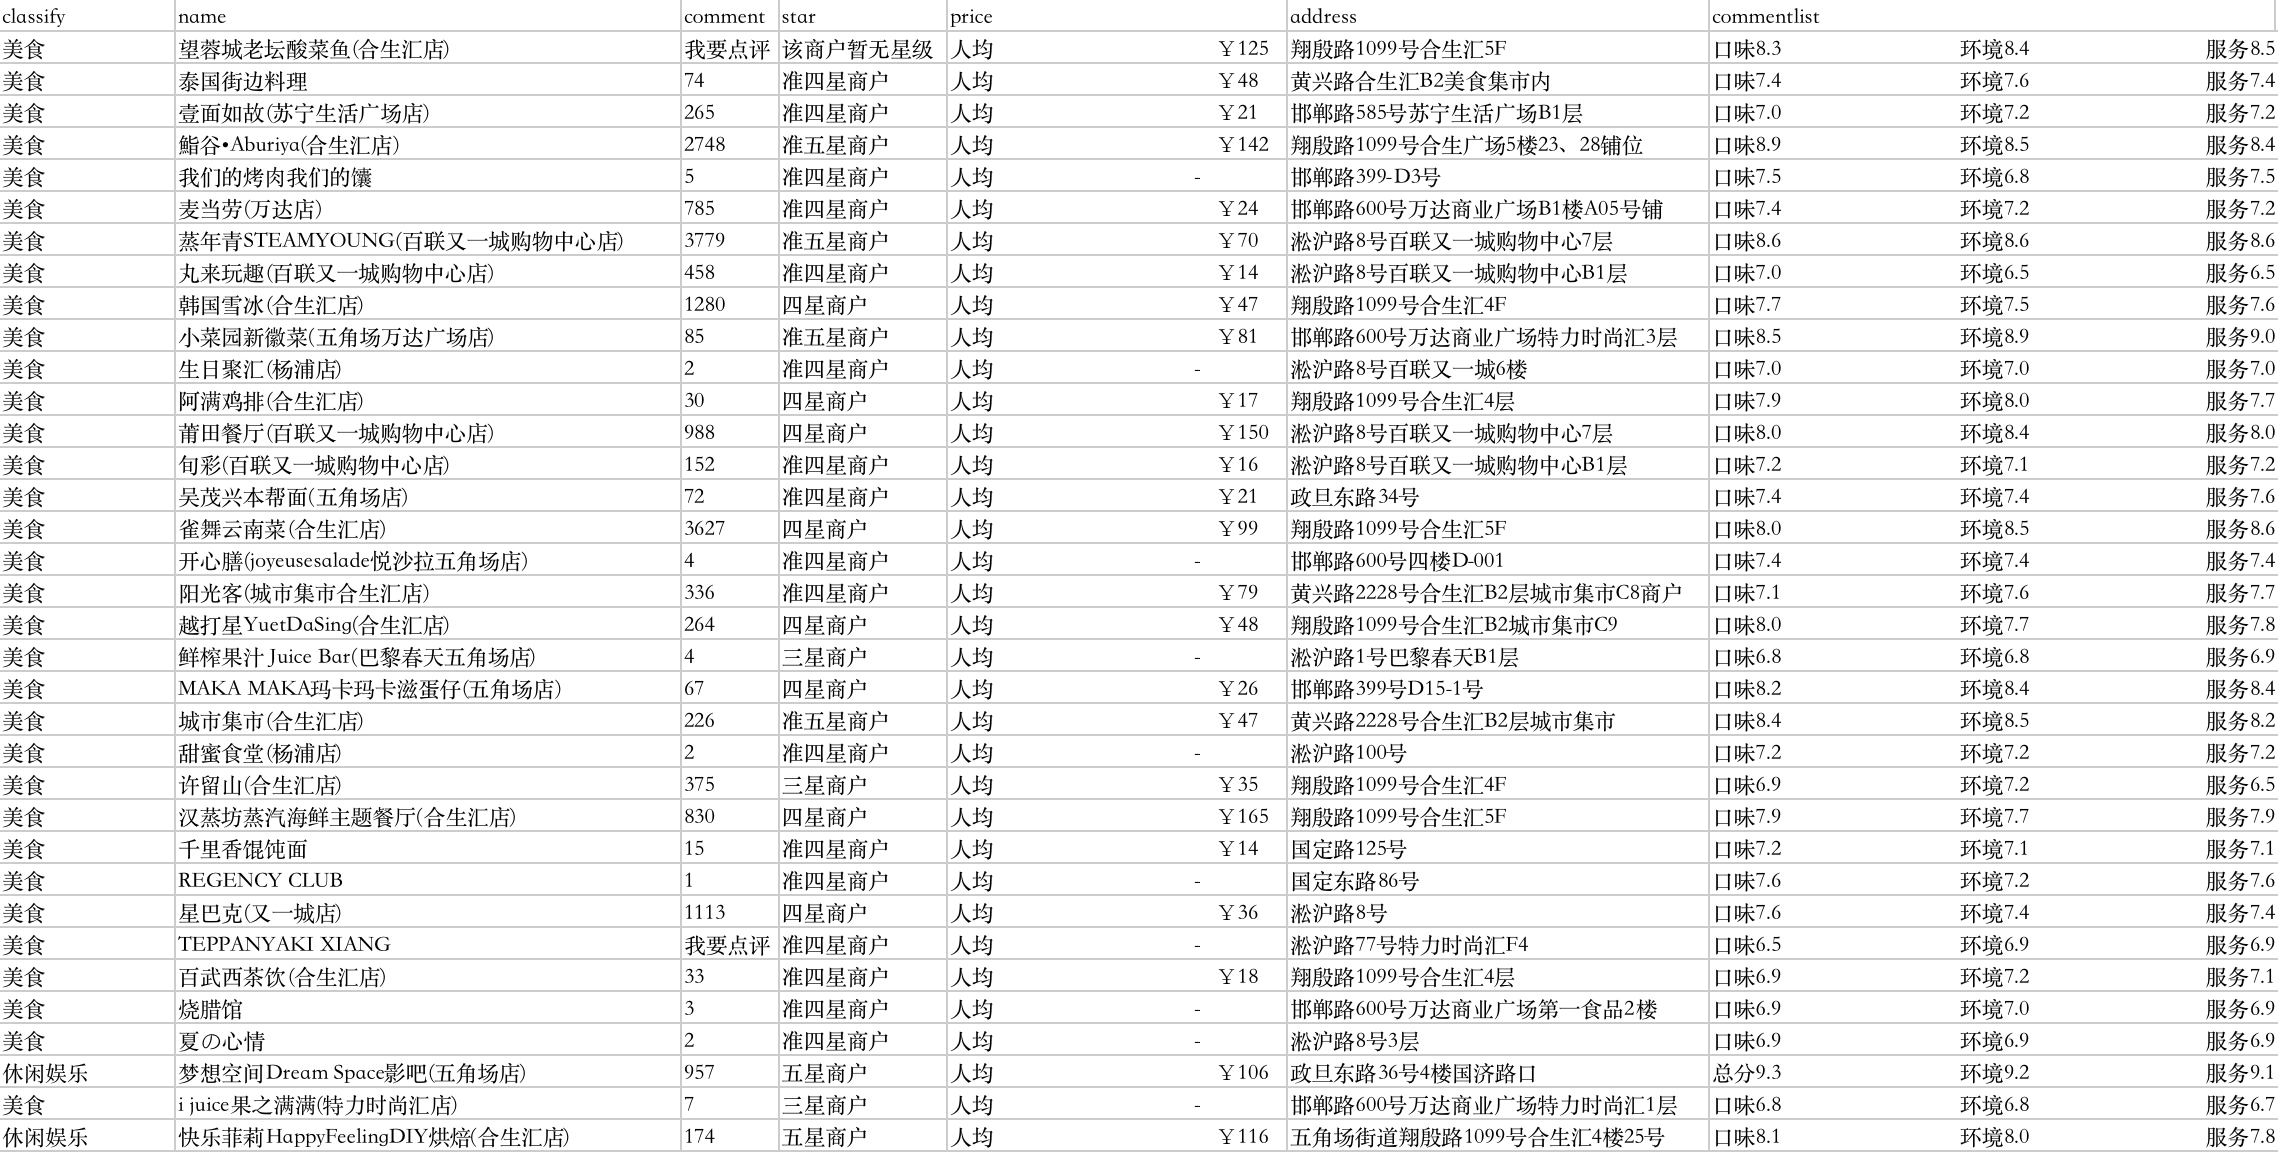 classify name comment star price address commentlist
美食 望蓉城老坛酸菜鱼(合生汇店) 我要点评 该商户暂无星级 人均 ￥125 翔殷路1099号合生汇5F 口味8.3 环境8.4 服务8.5
美食 泰国街边料理 74 准四星商户 人均 ￥48 黄兴路合生汇B2美食集市内 口味7.4 环境7.6 服务7.4
美食 壹面如故(苏宁生活广场店) 265 准四星商户 人均 ￥21 邯郸路585号苏宁生活广场B1层 口味7.0 环境7.2 服务7.2
美食 鮨谷•Aburiya(合生汇店) 2748 准五星商户 人均 ￥142 翔殷路1099号合生广场5楼23、28铺位 口味8.9 环境8.5 服务8.4
美食 我们的烤肉我们的馕 5 准四星商户 人均 - 邯郸路399-D3号 口味7.5 环境6.8 服务7.5
美食 麦当劳(万达店) 785 准四星商户 人均 ￥24 邯郸路600号万达商业广场B1楼A05号铺 口味7.4 环境7.2 服务7.2
美食 蒸年青STEAMYOUNG(百联又一城购物中心店) 3779 准五星商户 人均 ￥70 淞沪路8号百联又一城购物中心7层 口味8.6 环境8.6 服务8.6
美食 丸来玩趣(百联又一城购物中心店) 458 准四星商户 人均 ￥14 淞沪路8号百联又一城购物中心B1层 口味7.0 环境6.5 服务6.5
美食 韩国雪冰(合生汇店) 1280 四星商户 人均 ￥47 翔殷路1099号合生汇4F 口味7.7 环境7.5 服务7.6
美食 小菜园新徽菜(五角场万达广场店) 85 准五星商户 人均 ￥81 邯郸路600号万达商业广场特力时尚汇3层 口味8.5 环境8.9 服务9.0
美食 生日聚汇(杨浦店) 2 准四星商户 人均 - 淞沪路8号百联又一城6楼 口味7.0 环境7.0 服务7.0
美食 阿满鸡排(合生汇店) 30 四星商户 人均 ￥17 翔殷路1099号合生汇4层 口味7.9 环境8.0 服务7.7
美食 莆田餐厅(百联又一城购物中心店) 988 四星商户 人均 ￥150 淞沪路8号百联又一城购物中心7层 口味8.0 环境8.4 服务8.0
美食 旬彩(百联又一城购物中心店) 152 准四星商户 人均 ￥16 淞沪路8号百联又一城购物中心B1层 口味7.2 环境7.1 服务7.2
美食 吴茂兴本帮面(五角场店) 72 准四星商户 人均 ￥21 政旦东路34号 口味7.4 环境7.4 服务7.6
美食 雀舞云南菜(合生汇店) 3627 四星商户 人均 ￥99 翔殷路1099号合生汇5F 口味8.0 环境8.5 服务8.6
美食 开心膳(joyeusesalade悦沙拉五角场店) 4 准四星商户 人均 - 邯郸路600号四楼D-001 口味7.4 环境7.4 服务7.4
美食 阳光客(城市集市合生汇店) 336 准四星商户 人均 ￥79 黄兴路2228号合生汇B2层城市集市C8商户 口味7.1 环境7.6 服务7.7
美食 越打星YuetDaSing(合生汇店) 264 四星商户 人均 ￥48 翔殷路1099号合生汇B2城市集市C9 口味8.0 环境7.7 服务7.8
美食 鲜榨果汁 Juice Bar(巴黎春天五角场店) 4 三星商户 人均 - 淞沪路1号巴黎春天B1层 口味6.8 环境6.8 服务6.9
美食 MAKA MAKA玛卡玛卡滋蛋仔(五角场店) 67 四星商户 人均 ￥26 邯郸路399号D15-1号 口味8.2 环境8.4 服务8.4
美食 城市集市(合生汇店) 226 准五星商户 人均 ￥47 黄兴路2228号合生汇B2层城市集市 口味8.4 环境8.5 服务8.2
美食 甜蜜食堂(杨浦店) 2 准四星商户 人均 - 淞沪路100号 口味7.2 环境7.2 服务7.2
美食 许留山(合生汇店) 375 三星商户 人均 ￥35 翔殷路1099号合生汇4F 口味6.9 环境7.2 服务6.5
美食 汉蒸坊蒸汽海鲜主题餐厅(合生汇店) 830 四星商户 人均 ￥165 翔殷路1099号合生汇5F 口味7.9 环境7.7 服务7.9
美食 千里香馄饨面 15 准四星商户 人均 ￥14 国定路125号 口味7.2 环境7.1 服务7.1
美食 REGENCY CLUB 1 准四星商户 人均 - 国定东路86号 口味7.6 环境7.2 服务7.6
美食 星巴克(又一城店) 1113 四星商户 人均 ￥36 淞沪路8号 口味7.6 环境7.4 服务7.4
美食 TEPPANYAKI XIANG 我要点评 准四星商户 人均 - 淞沪路77号特力时尚汇F4 口味6.5 环境6.9 服务6.9
美食 百武西茶饮(合生汇店) 33 准四星商户 人均 ￥18 翔殷路1099号合生汇4层 口味6.9 环境7.2 服务7.1
美食 烧腊馆 3 准四星商户 人均 - 邯郸路600号万达商业广场第一食品2楼 口味6.9 环境7.0 服务6.9
美食 夏の心情 2 准四星商户 人均 - 淞沪路8号3层 口味6.9 环境6.9 服务6.9
休闲娱乐 梦想空间Dream Space影吧(五角场店) 957 五星商户 人均 ￥106 政旦东路36号4楼国济路口 总分9.3 环境9.2 服务9.1
美食 i juice果之满满(特力时尚汇店) 7 三星商户 人均 - 邯郸路600号万达商业广场特力时尚汇1层 口味6.8 环境6.8 服务6.7
休闲娱乐 快乐菲莉HappyFeelingDIY烘焙(合生汇店) 174 五星商户 人均 ￥116 五角场街道翔殷路1099号合生汇4楼25号 口味8.1 环境8.0 服务7.8